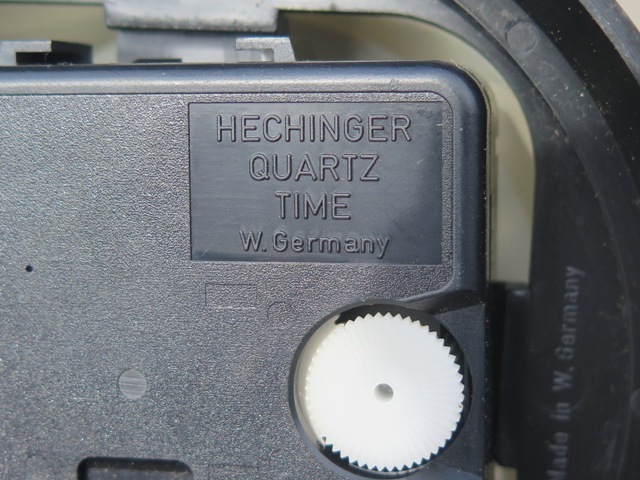 HECHINGER
QUARTZ
TIME
W. Germany
Made in W. Germany